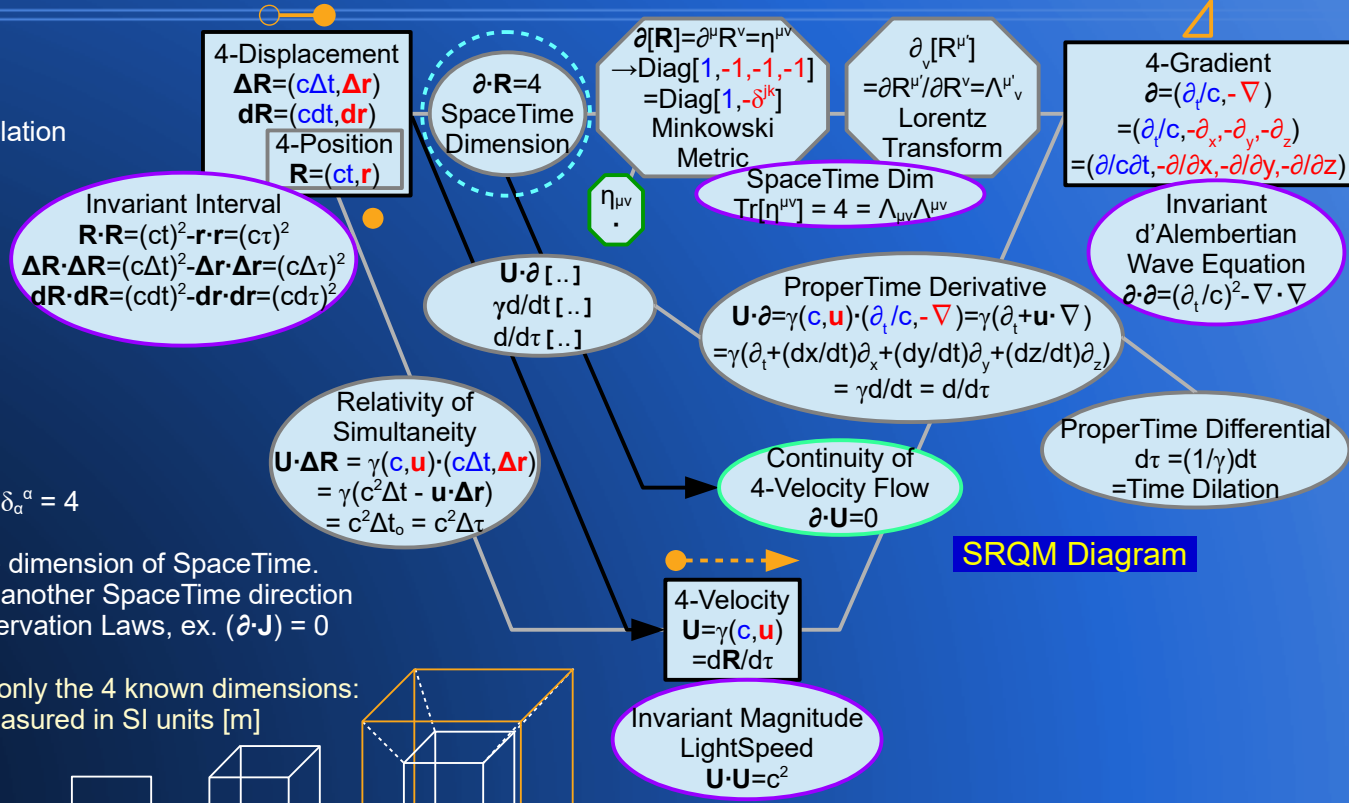 4-Displacement
ΔR=(cΔt,Δr)
dR=(cdt,dr)
4-Position
R=(ct,r)
∂·R=4
SpaceTime
Dimension
∂[R]=∂^μR^ν=η^μν
→Diag[1,-1,-1,-1]
=Diag[1,-δ^jk]
Minkowski
Metric
∂_ν[R^μ']
=∂R^μ'/∂R^ν=Λ^μ'_ν
Lorentz
Transform
4-Gradient
∂=(∂_t/c,-∇)
=(∂_t/c,-∂_x,-∂_y,-∂_z)
=(∂/c∂t,-∂/∂x,-∂/∂y,-∂/∂z)
lation
Invariant Interval
R·R=(ct)²-r·r=(cτ)²
ΔR·ΔR=(cΔt)²-Δr·Δr=(cΔτ)²
dR·dR=(cdt)²-dr·dr=(cdτ)²
η_μν
·
SpaceTime Dim
Tr[η^μν] = 4 = Λ_μνΛ^μν
Invariant
d'Alembertian
Wave Equation
∂·∂=(∂_t/c)²-∇·∇
U·∂[..]
γd/dt [..]
d/dτ [..]
ProperTime Derivative
U·∂=γ(c,u)·(∂_t/c,-∇)=γ(∂_t+u·∇)
=γ(∂_t+(dx/dt)∂_x+(dy/dt)∂_y+(dz/dt)∂_z)
= γd/dt = d/dτ
Relativity of
Simultaneity
U·ΔR = γ(c,u)·(cΔt,Δr)
= γ(c²Δt - u·Δr)
= c²Δt_o = c²Δτ
ProperTime Differential
dτ =(1/γ)dt
=Time Dilation
Continuity of
4-Velocity Flow
∂·U=0
δ_α^α = 4
dimension of SpaceTime.
another SpaceTime direction
ervation Laws, ex. (∂·J) = 0
SRQM Diagram
4-Velocity
U=γ(c,u)
=dR/dτ
only the 4 known dimensions:
asured in SI units [m]
Invariant Magnitude
LightSpeed
U·U=c²